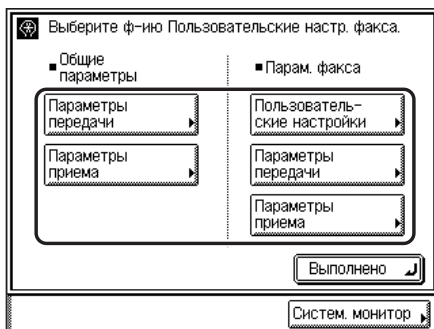 Выберите ф-ию Пользовательские настр. факса.
■ Общие
параметры
■ Парам. факса
Параметры
передачи
Параметры
приема
Пользователь-
ские настройки
Параметры
передачи
Параметры
приема
Выполнено
Систем. монитор